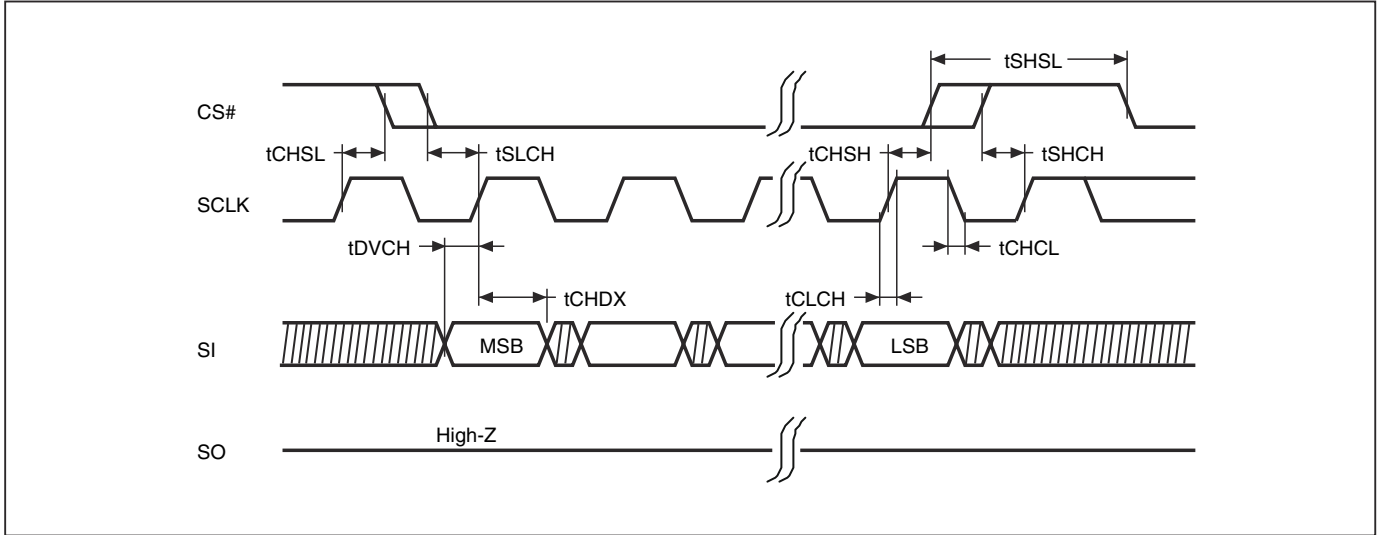 tSHSL
CS#
tCHSL
tSLCH
tCHSH
tSHCH
SCLK
tDVCH
tCHCL
tCHDX
tCLCH
SI
MSB
LSB
High-Z
SO